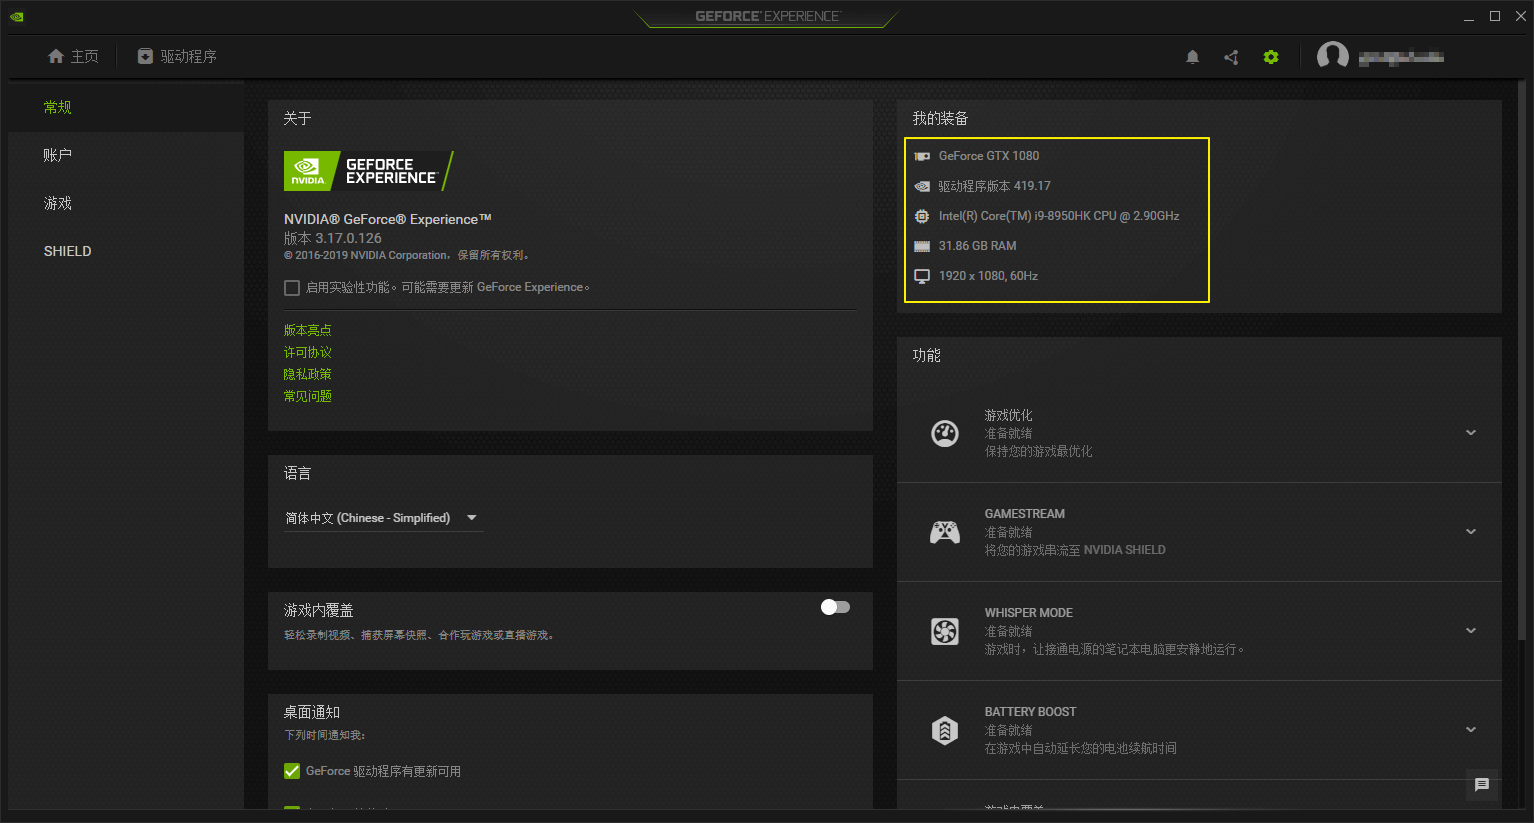 GEFORCE® EXPERIENCE™
主页
驱动程序
常规
账户
游戏
SHIELD
关于
NVIDIA
GEFORCE
EXPERIENCE
NVIDIA® GeForce® Experience™
版本 3.17.0.126
© 2016-2019 NVIDIA Corporation，保留所有权利。
启用实验性功能。可能需要更新 GeForce Experience。
版本亮点
许可协议
隐私政策
常见问题
语言
简体中文 (Chinese - Simplified)
游戏内覆盖
轻松录制视频、捕获屏幕快照、合作玩游戏或直播游戏。
桌面通知
下列时间通知我:
GeForce 驱动程序有更新可用
我的装备
GeForce GTX 1080
驱动程序版本 419.17
Intel(R) Core(TM) i9-8950HK CPU @ 2.90GHz
31.86 GB RAM
1920 x 1080, 60Hz
功能
游戏优化
准备就绪
保持您的游戏最优化
GAMESTREAM
准备就绪
将您的游戏串流至 NVIDIA SHIELD
WHISPER MODE
准备就绪
游戏时，让接通电源的笔记本电脑更安静地运行。
BATTERY BOOST
准备就绪
在游戏中自动延长您的电池续航时间
游戏内覆盖